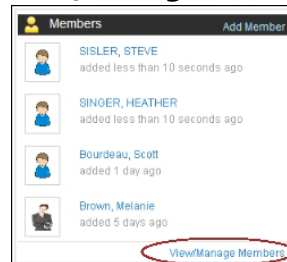 Members Add Member
SISLER, STEVE
added less than 10 seconds ago
SINGER, HEATHER
added less than 10 seconds ago
Bourdeau, Scott
added 1 day ago
Brown, Melanie
added 5 days ago
View/Manage Members